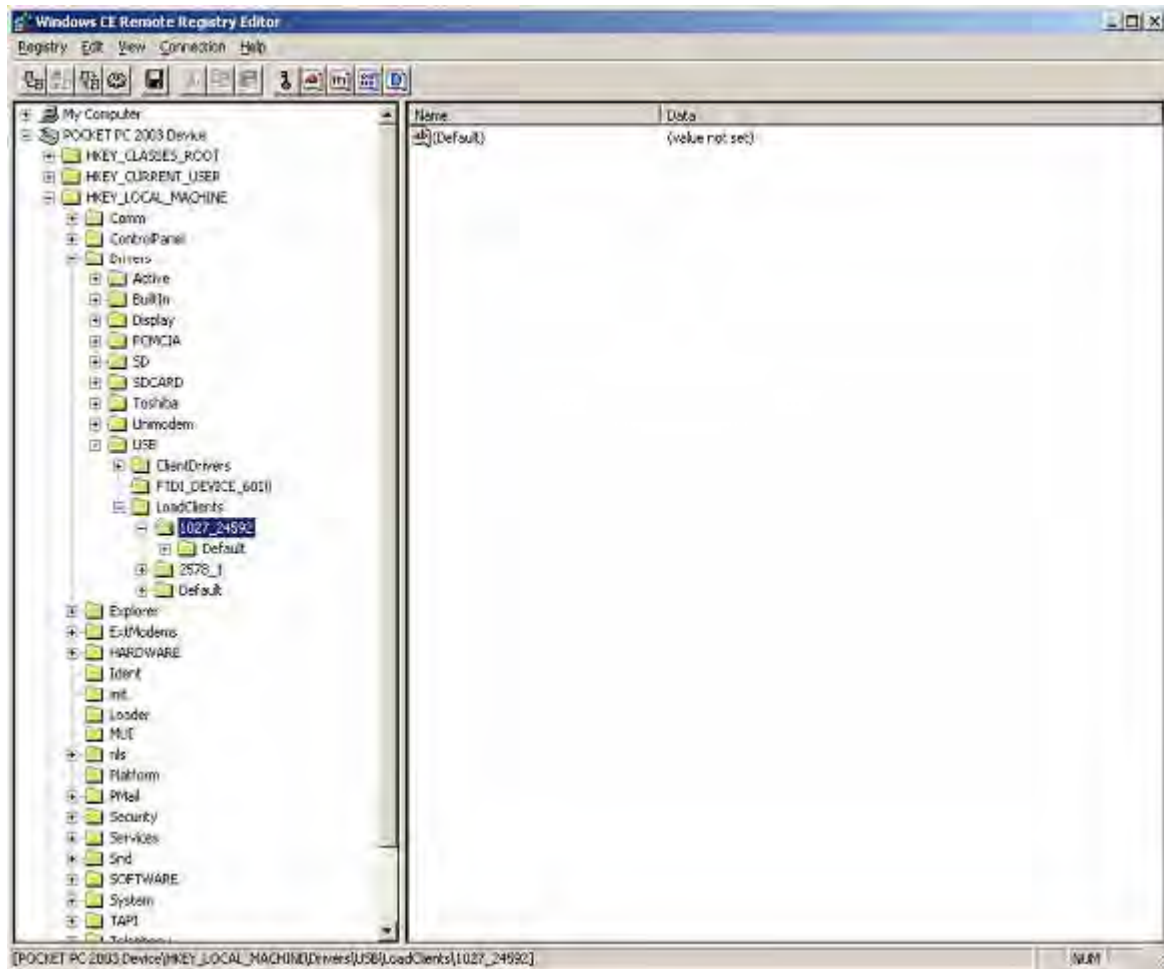 Windows CE Remote Registry Editor
Registry Edit View Connection Help
My Computer
POCKET PC 2003 Device
HKEY_CLASSES_ROOT
HKEY_CURRENT_USER
HKEY_LOCAL_MACHINE
Comm
ControlPanel
Drivers
Active
BuiltIn
Display
PCMCIA
SD
SDCARD
Toshiba
Unimodem
USB
ClientDrivers
FTDI_DEVICE_6010
LoadClients
1027_24592
Default
2578_1
Default
Explorer
ExtModems
HARDWARE
Ident
init
Loader
MUI
nls
Platform
PMail
Security
Services
Snd
SOFTWARE
System
TAPI
Name Data
(Default) (value not set)
[POCKET PC 2003 Device\HKEY_LOCAL_MACHINE\Drivers\USB\LoadClients\1027_24592]
NUM